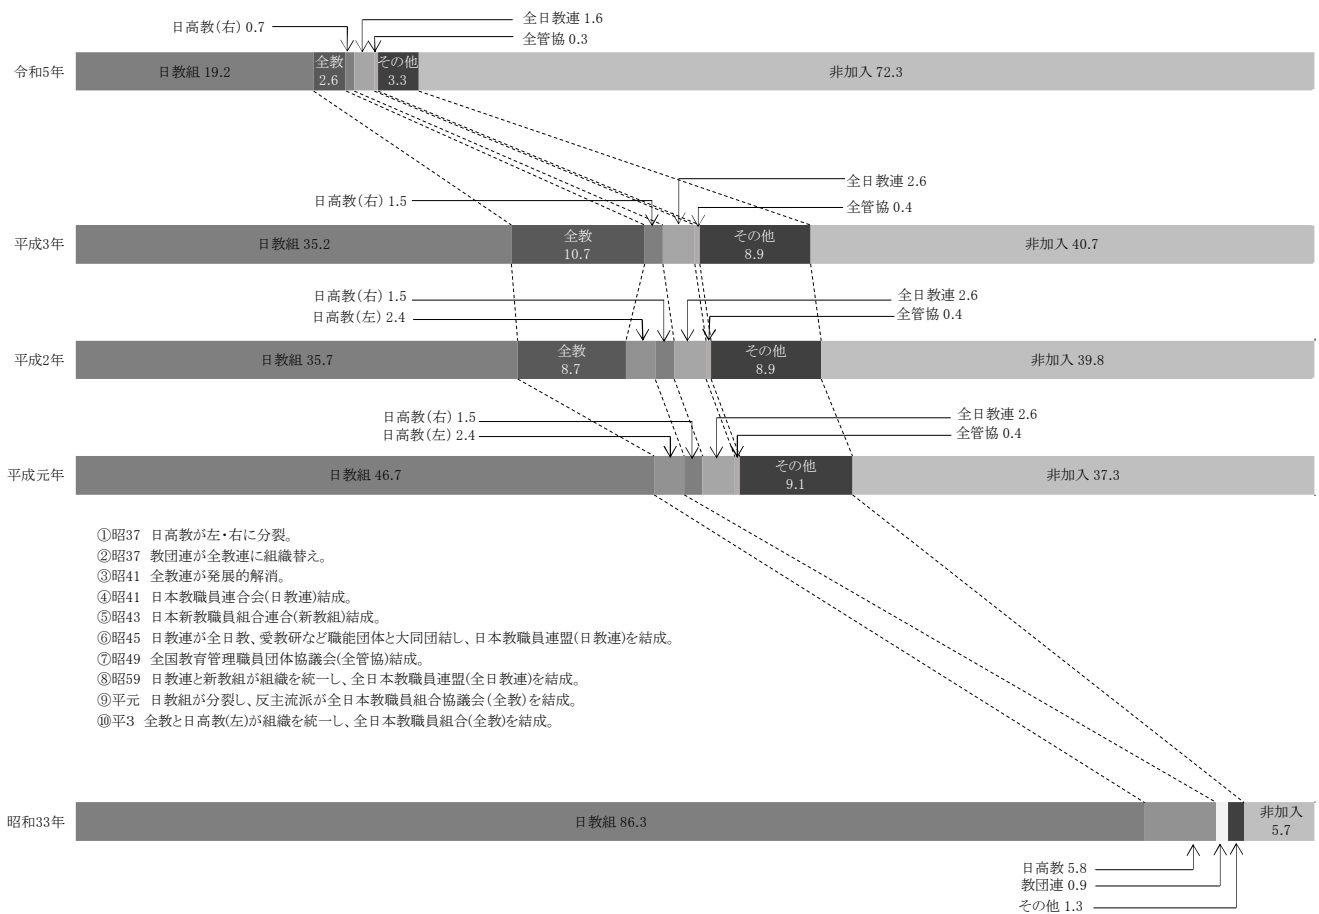 日高教（右） 0.7
全日教連 1.6
全管協 0.3
令和5年
日教組 19.2
全教
2.6
その他
3.3
非加入 72.3
日高教（右） 1.5
全日教連 2.6
全管協 0.4
平成3年
日教組 35.2
全教
10.7
その他
8.9
非加入 40.7
日高教（右） 1.5
日高教（左） 2.4
全日教連 2.6
全管協 0.4
平成2年
日教組 35.7
全教
8.7
その他
8.9
非加入 39.8
日高教（右） 1.5
日高教（左） 2.4
全日教連 2.6
全管協 0.4
平成元年
日教組 46.7
その他
9.1
非加入 37.3
①昭37 日高教が左・右に分裂。
②昭37 教団連が全教連に組織替え。
③昭41 全教連が発展的解消。
④昭41 日本教職員連合会(日教連)結成。
⑤昭43 日本新教職員組合連合(新教組)結成。
⑥昭45 日教連が全日教、愛教研など職能団体と大同団結し、日本教職員連盟(日教連)を結成。
⑦昭49 全国教育管理職員団体協議会(全管協)結成。
⑧昭59 日教連と新教組が組織を統一し、全日本教職員連盟(全日教連)を結成。
⑨平元 日教組が分裂し、反主流派が全日本教職員組合協議会(全教)を結成。
⑩平３ 全教と日高教(左)が組織を統一し、全日本教職員組合(全教)を結成。
昭和33年
日教組 86.3
非加入
5.7
日高教 5.8
教団連 0.9
その他 1.3